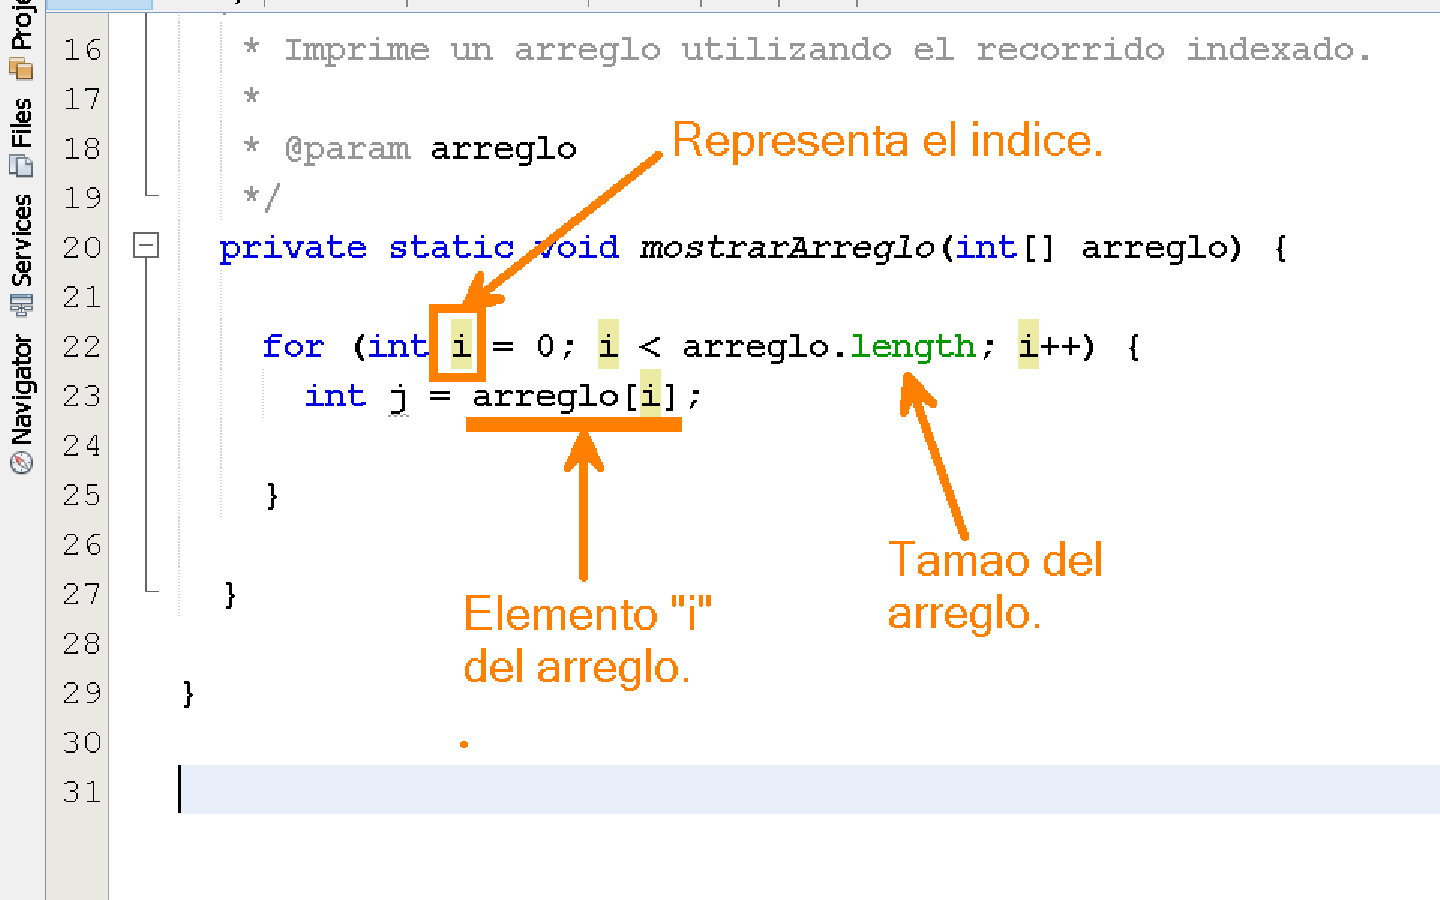 16 * Imprime un arreglo utilizando el recorrido indexado.
17 *
18 * @param arreglo
19 */
20 private static void mostrarArreglo(int[] arreglo) {
21
22 for (int i = 0; i < arreglo.length; i++) {
23 int j = arreglo[i];
24
25 }
26
27 }
28
29 }
30
31
Representa el indice.
Elemento "i"
del arreglo.
Tamao del
arreglo.
Files
Services
Navigator